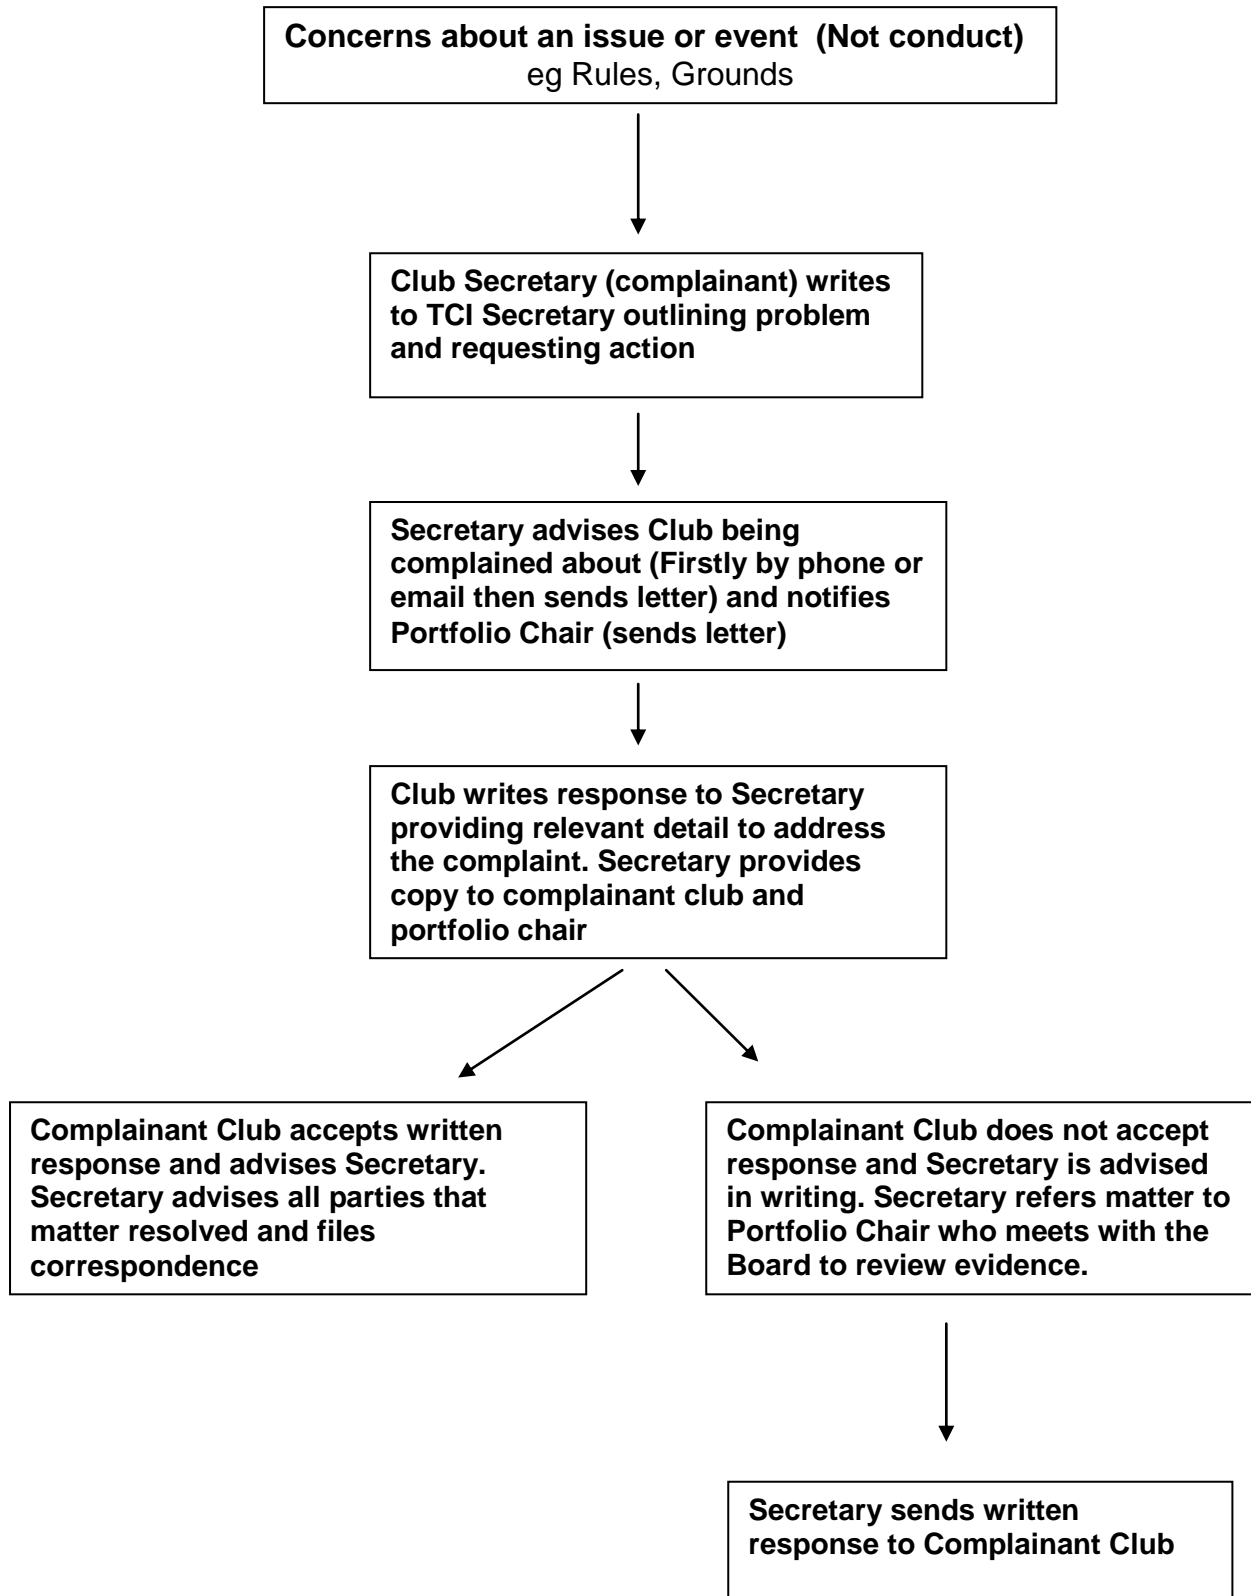 Concerns about an issue or event  (Not conduct)
eg Rules, Grounds
Club Secretary (complainant) writes
to TCI Secretary outlining problem
and requesting action
Secretary advises Club being
complained about (Firstly by phone or
email then sends letter) and notifies
Portfolio Chair (sends letter)
Club writes response to Secretary
providing relevant detail to address
the complaint. Secretary provides
copy to complainant club and
portfolio chair
Complainant Club accepts written
response and advises Secretary.
Secretary advises all parties that
matter resolved and files
correspondence
Complainant Club does not accept
response and Secretary is advised
in writing. Secretary refers matter to
Portfolio Chair who meets with the
Board to review evidence.
Secretary sends written
response to Complainant Club